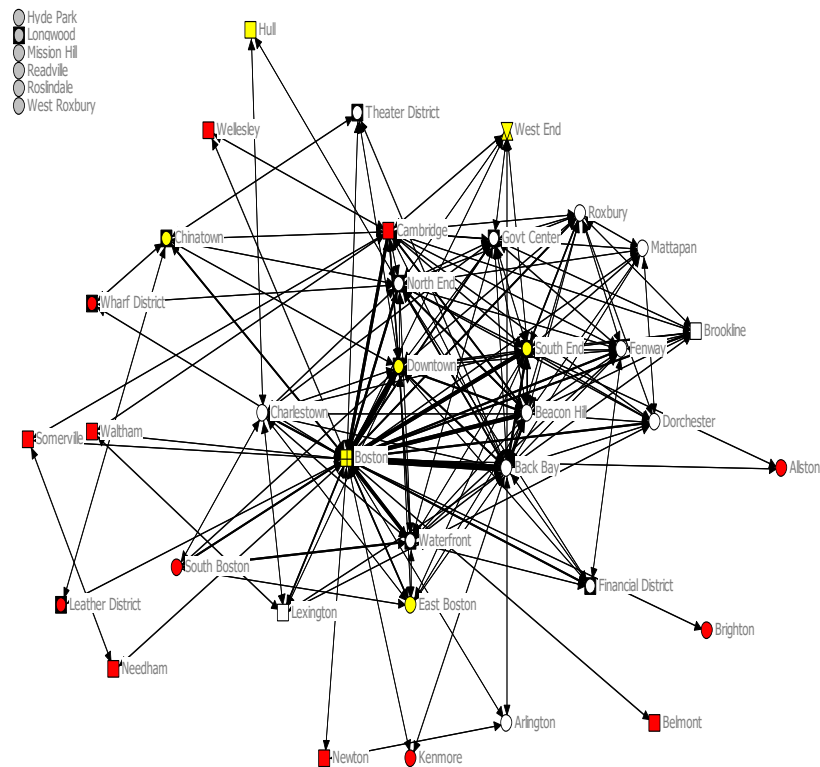 Hyde Park
Longwood
Mission Hill
Readville
Roslindale
West Roxbury
Hull
Theater District
Wellesley
West End
Roxbury
Chinatown
Cambridge
Govt Center
Mattapan
North End
Wharf District
Brookline
South End
Fenway
Downtown
Charlestown
Beacon Hill
Dorchester
Waltham
Somerville
Boston
Back Bay
Allston
Waterfront
South Boston
Financial District
Leather District
Lexington
East Boston
Brighton
Needham
Arlington
Belmont
Newton
Kenmore